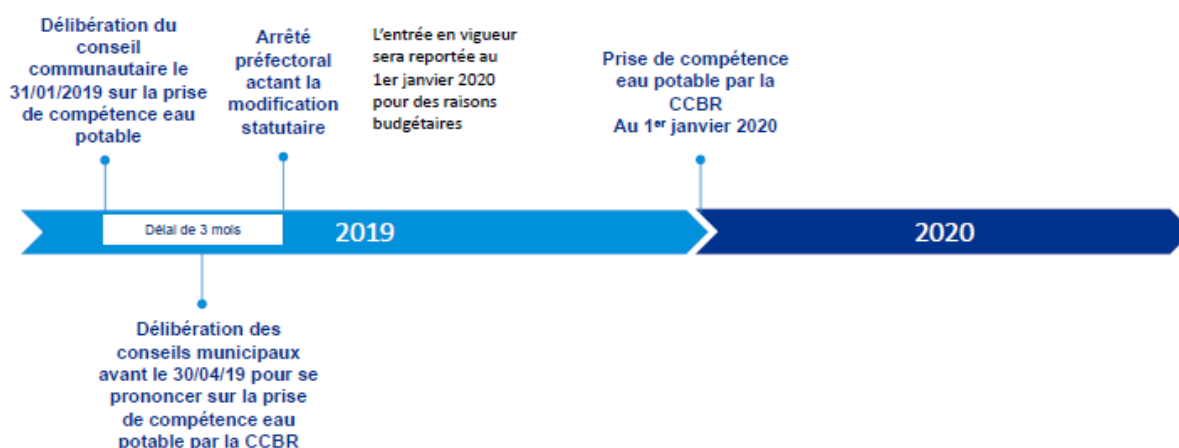 Délibération du
conseil
communautaire le
31/01/2019 sur la prise
de compétence eau
potable
Arrêté
préfectoral
actant la
modification
statutaire
L'entrée en vigueur
sera reportée au
1er janvier 2020
pour des raisons
budgétaires
Prise de compétence
eau potable par la
CCBR
Au 1er janvier 2020
Délai de 3 mois
2019
2020
Délibération des
conseils municipaux
avant le 30/04/19 pour se
prononcer sur la prise
de compétence eau
potable par la CCBR